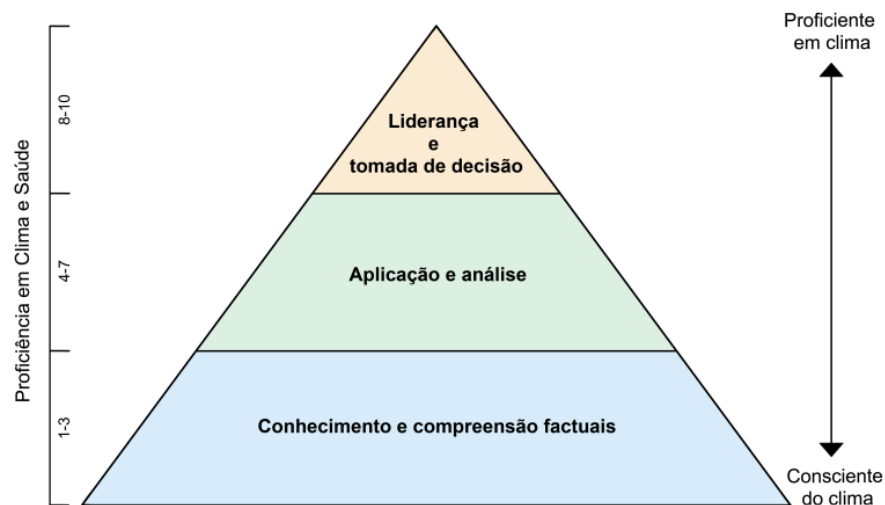 Proficiente
em clima
8-10
Liderança
e
tomada de decisão
Proficiência em Clima e Saúde
4-7
Aplicação e análise
1-3
Conhecimento e compreensão factuais
Consciente
do clima